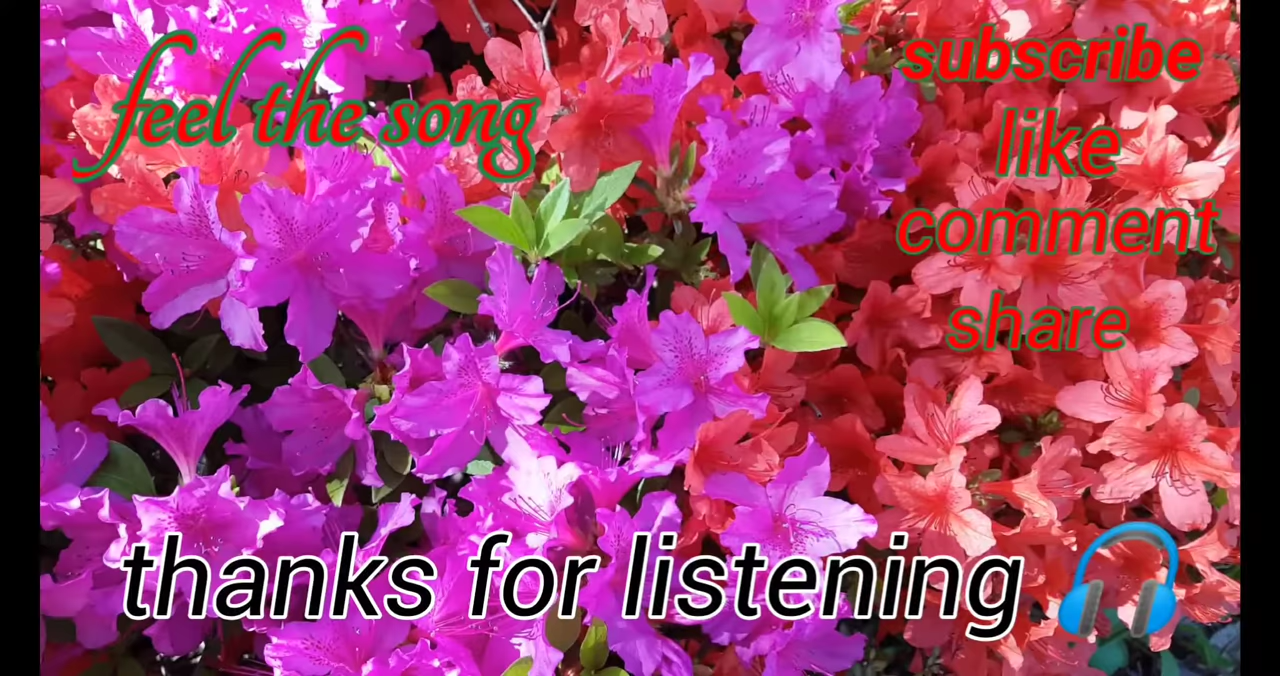 feel the song
subscribe
like
comment
share
thanks for listening 🎧